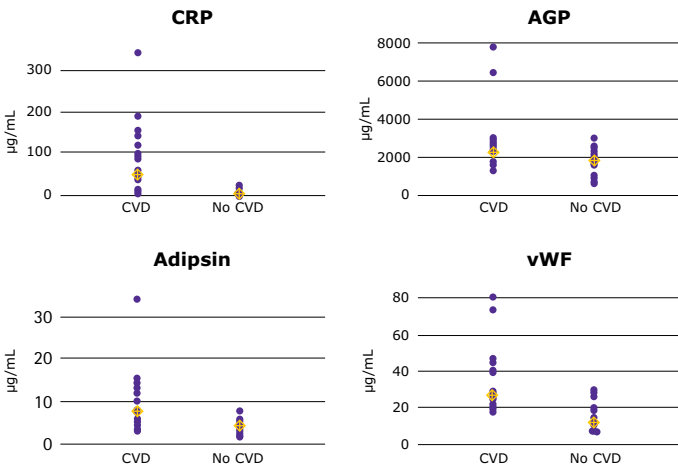 CRP
µg/mL
300
200
100
0
CVD No CVD
AGP
µg/mL
8000
6000
4000
2000
0
CVD No CVD
Adipsin
µg/mL
30
20
10
0
CVD No CVD
vWF
µg/mL
80
60
40
20
0
CVD No CVD